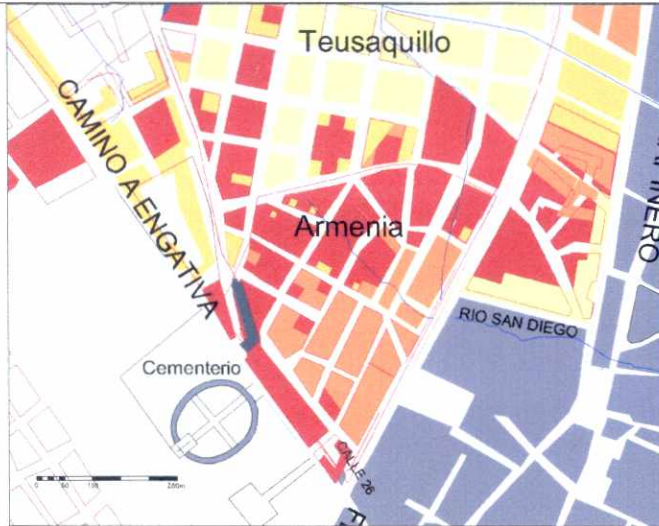 Teusaquillo
CAMINO A ENGATIVA
Armenia
RIO SAN DIEGO
Cementerio
CALLE 26